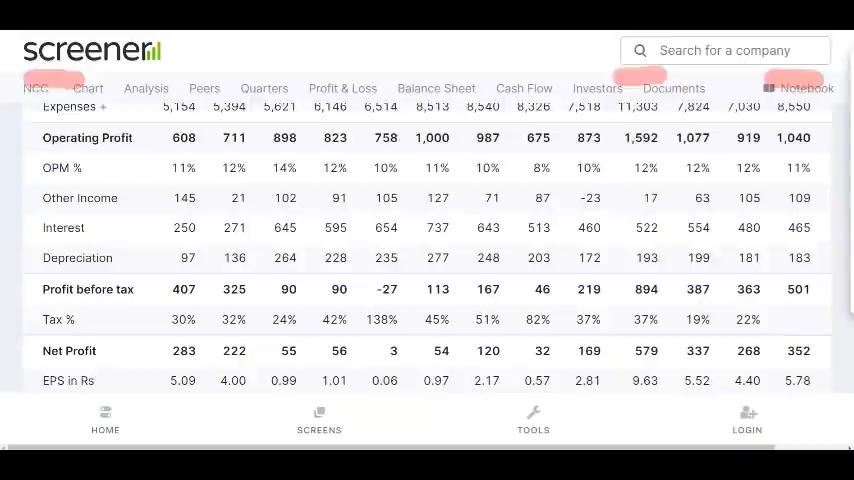 screener
Search for a company
NCC Chart Analysis Peers Quarters Profit & Loss Balance Sheet Cash Flow Investors Documents Notebook
Expenses + 5,154 5,394 5,621 6,146 6,514 8,513 8,540 8,326 7,518 11,303 7,824 7,030 8,550
Operating Profit 608 711 898 823 758 1,000 987 675 873 1,592 1,077 919 1,040
OPM % 11% 12% 14% 12% 10% 11% 10% 8% 10% 12% 12% 12% 11%
Other Income 145 21 102 91 105 127 71 87 -23 17 63 105 109
Interest 250 271 645 595 654 737 643 513 460 522 554 480 465
Depreciation 97 136 264 228 235 277 248 203 172 193 199 181 183
Profit before tax 407 325 90 90 -27 113 167 46 219 894 387 363 501
Tax % 30% 32% 24% 42% 138% 45% 51% 82% 37% 37% 19% 22%
Net Profit 283 222 55 56 3 54 120 32 169 579 337 268 352
EPS in Rs 5.09 4.00 0.99 1.01 0.06 0.97 2.17 0.57 2.81 9.63 5.52 4.40 5.78
HOME SCREENS TOOLS LOGIN